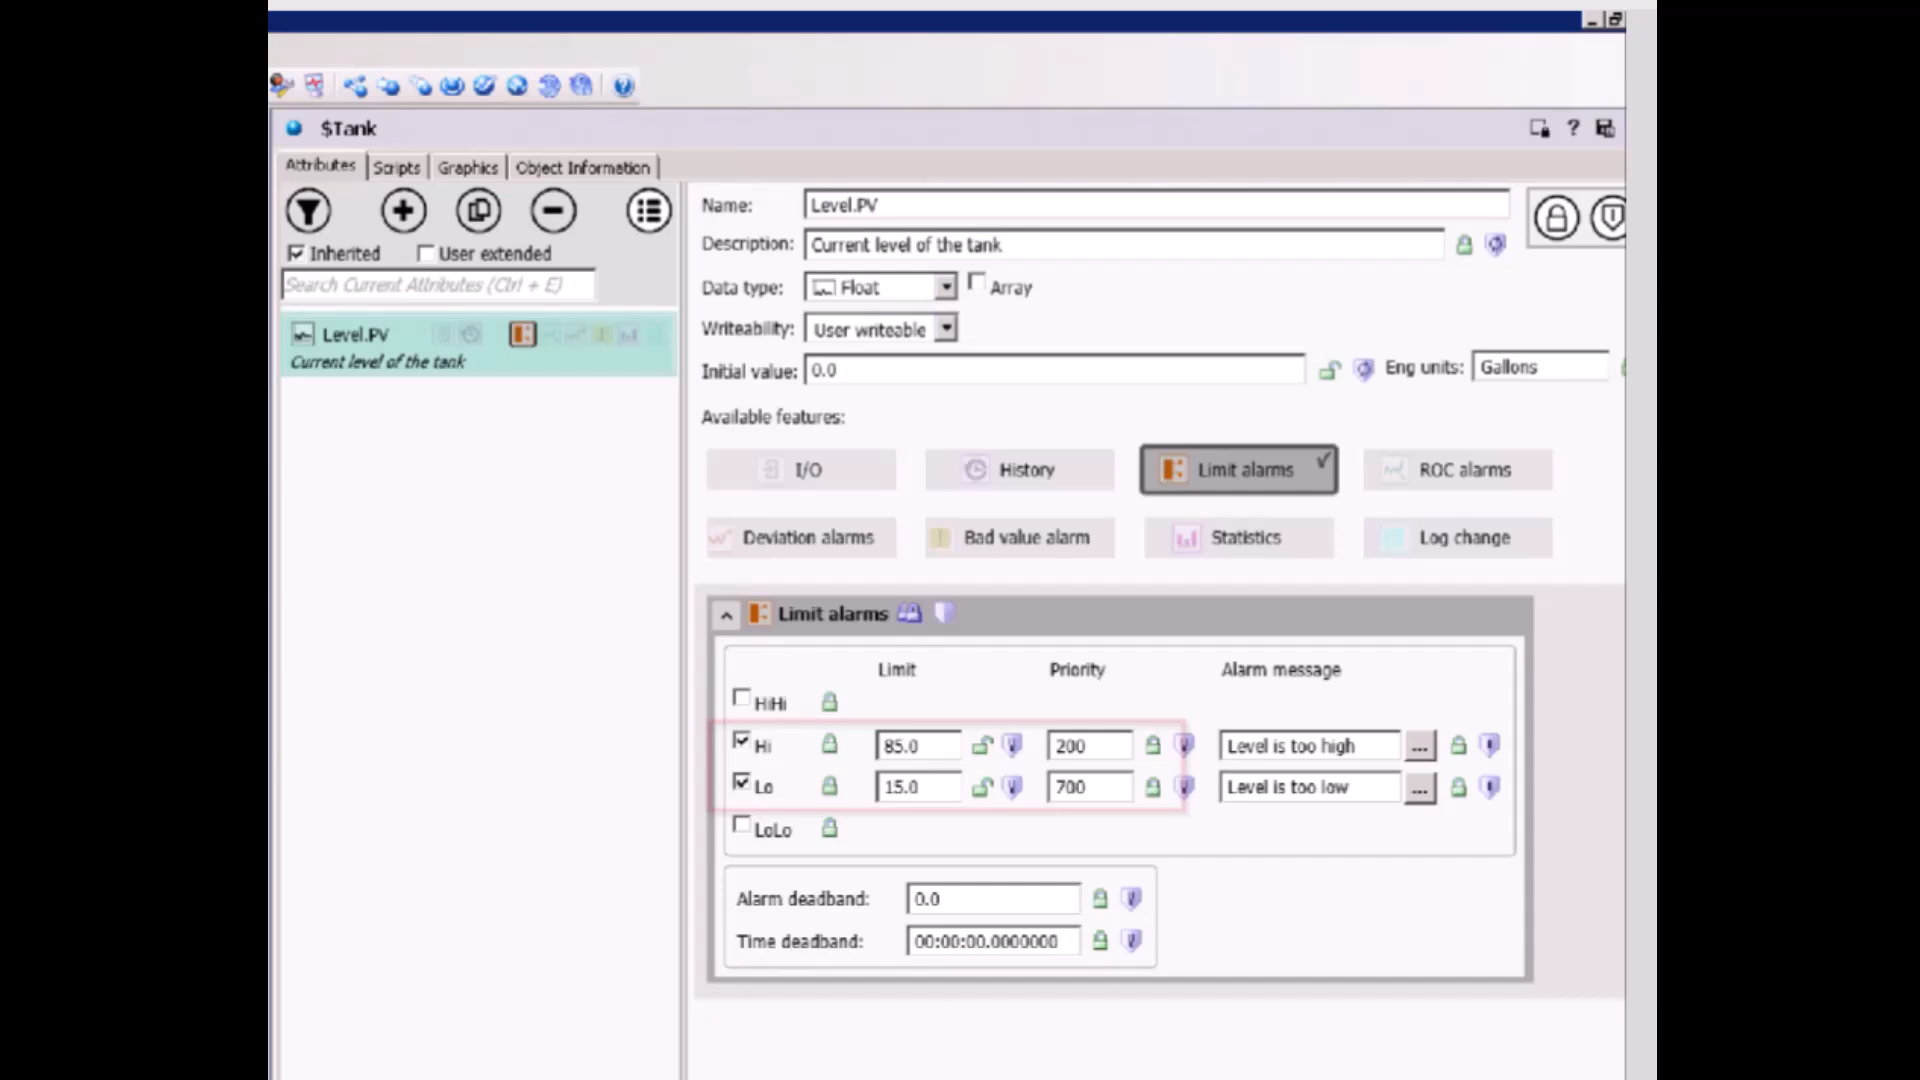 $Tank
?
Attributes Scripts Graphics Object Information
Inherited User extended
Search Current Attributes (Ctrl + E)
Level.PV
Current level of the tank
Name: Level.PV
Description: Current level of the tank
Data type: Float Array
Writeability: User writeable
Initial value: 0.0 Eng units: Gallons
Available features:
I/O History Limit alarms ROC alarms
Deviation alarms Bad value alarm Statistics Log change
Limit alarms
Limit Priority Alarm message
HiHi
Hi 85.0 200 Level is too high ...
Lo 15.0 700 Level is too low ...
LoLo
Alarm deadband: 0.0
Time deadband: 00:00:00.0000000